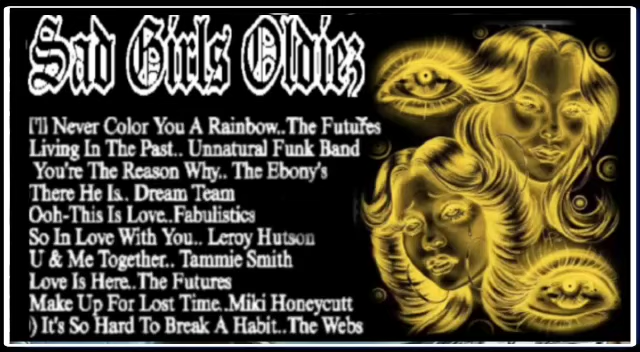 Sad Girls Oldiez
I'll Never Color You A Rainbow..The Futures
Living In The Past.. Unnatural Funk Band
You're The Reason Why.. The Ebony's
There He Is.. Dream Team
Ooh-This Is Love..Fabulistics
So In Love With You.. Leroy Hutson
U & Me Together.. Tammie Smith
Love Is Here..The Futures
Make Up For Lost Time..Miki Honeycutt
) It's So Hard To Break A Habit..The Webs